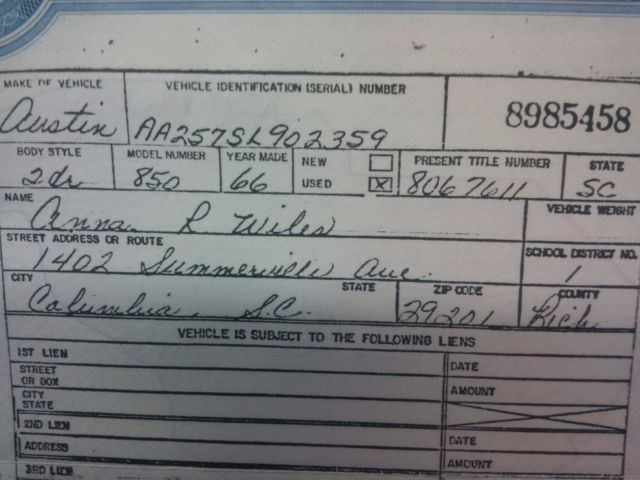 MAKE OF VEHICLE VEHICLE IDENTIFICATION (SERIAL) NUMBER
Austin AA257SL902359 8985458
BODY STYLE MODEL NUMBER YEAR MADE NEW PRESENT TITLE NUMBER STATE
2dr 850 66 USED X 8067611 SC
NAME VEHICLE WEIGHT
Anna R Wiles
STREET ADDRESS OR ROUTE SCHOOL DISTRICT NO.
1402 Summerville Ave. 1
CITY STATE ZIP CODE COUNTY
Columbia, S.C. 29201 Rich
VEHICLE IS SUBJECT TO THE FOLLOWING LIENS
1ST LIEN DATE
STREET
OR BOX
CITY AMOUNT
STATE
2ND LIEN
ADDRESS DATE
3RD LIEN AMOUNT